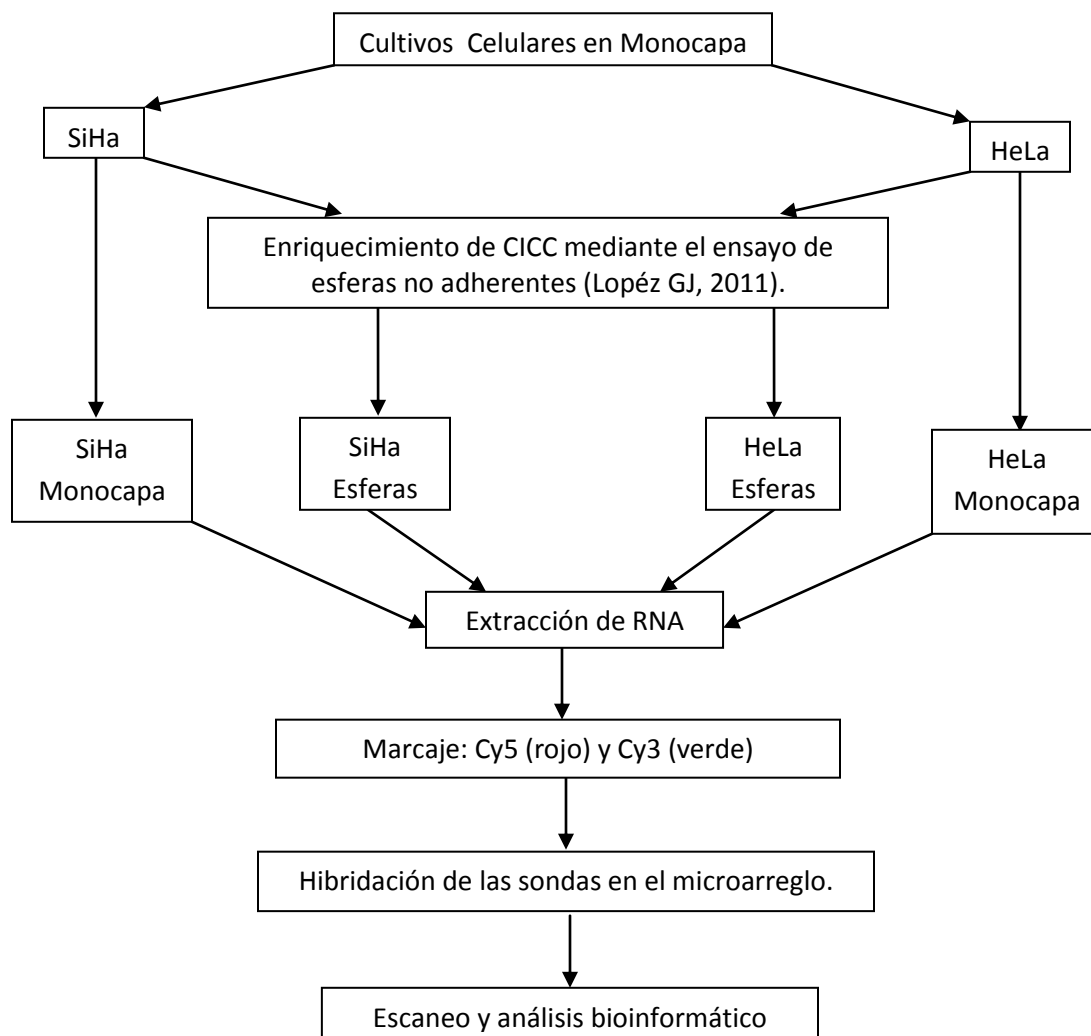 Cultivos Celulares en Monocapa
SiHa
HeLa
Enriquecimiento de CICC mediante el ensayo de
esferas no adherentes (Lopéz GJ, 2011).
SiHa
Monocapa
SiHa
Esferas
HeLa
Esferas
HeLa
Monocapa
Extracción de RNA
Marcaje: Cy5 (rojo) y Cy3 (verde)
Hibridación de las sondas en el microarreglo.
Escaneo y análisis bioinformático